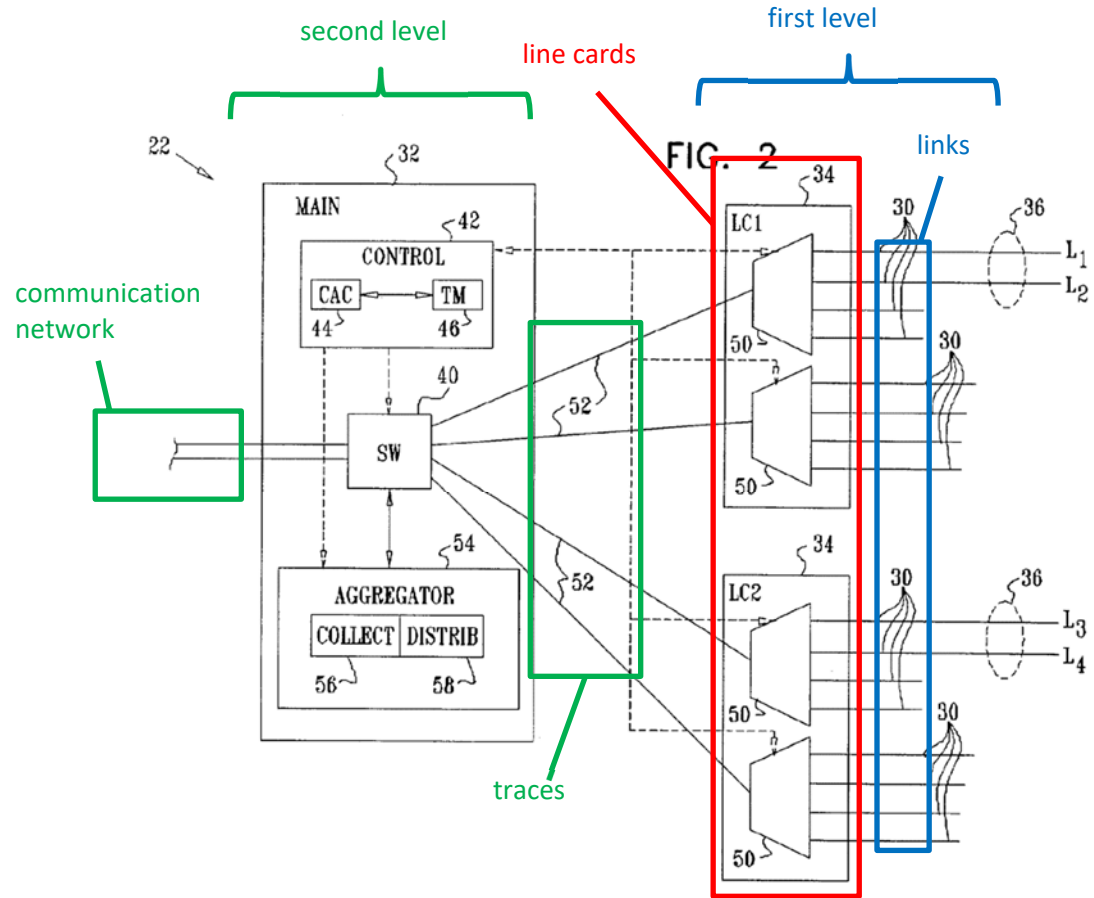 second level
first level
line cards
links
FIG. 2
22
32
34
30
36
MAIN
42
CONTROL
CAC
TM
44
46
LC1
L1
L2
50
30
communication
network
40
SW
52
52
50
54
34
AGGREGATOR
COLLECT
DISTRIB
56
58
52
LC2
30
36
L3
L4
50
30
traces
50